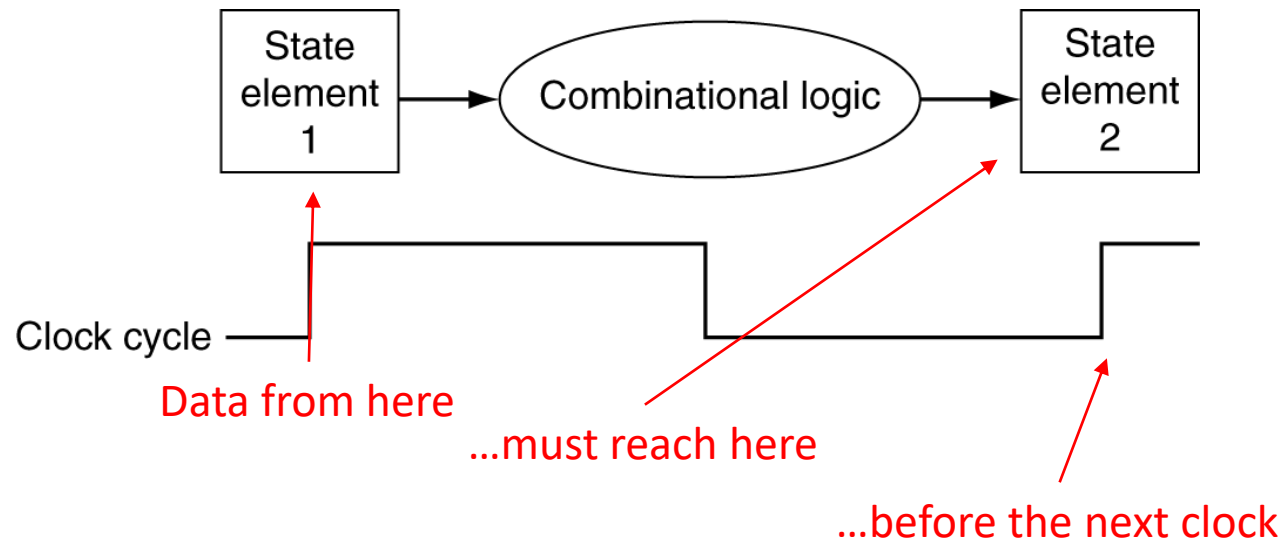 State
element
1
Combinational logic
State
element
2
Clock cycle
Data from here
...must reach here
...before the next clock